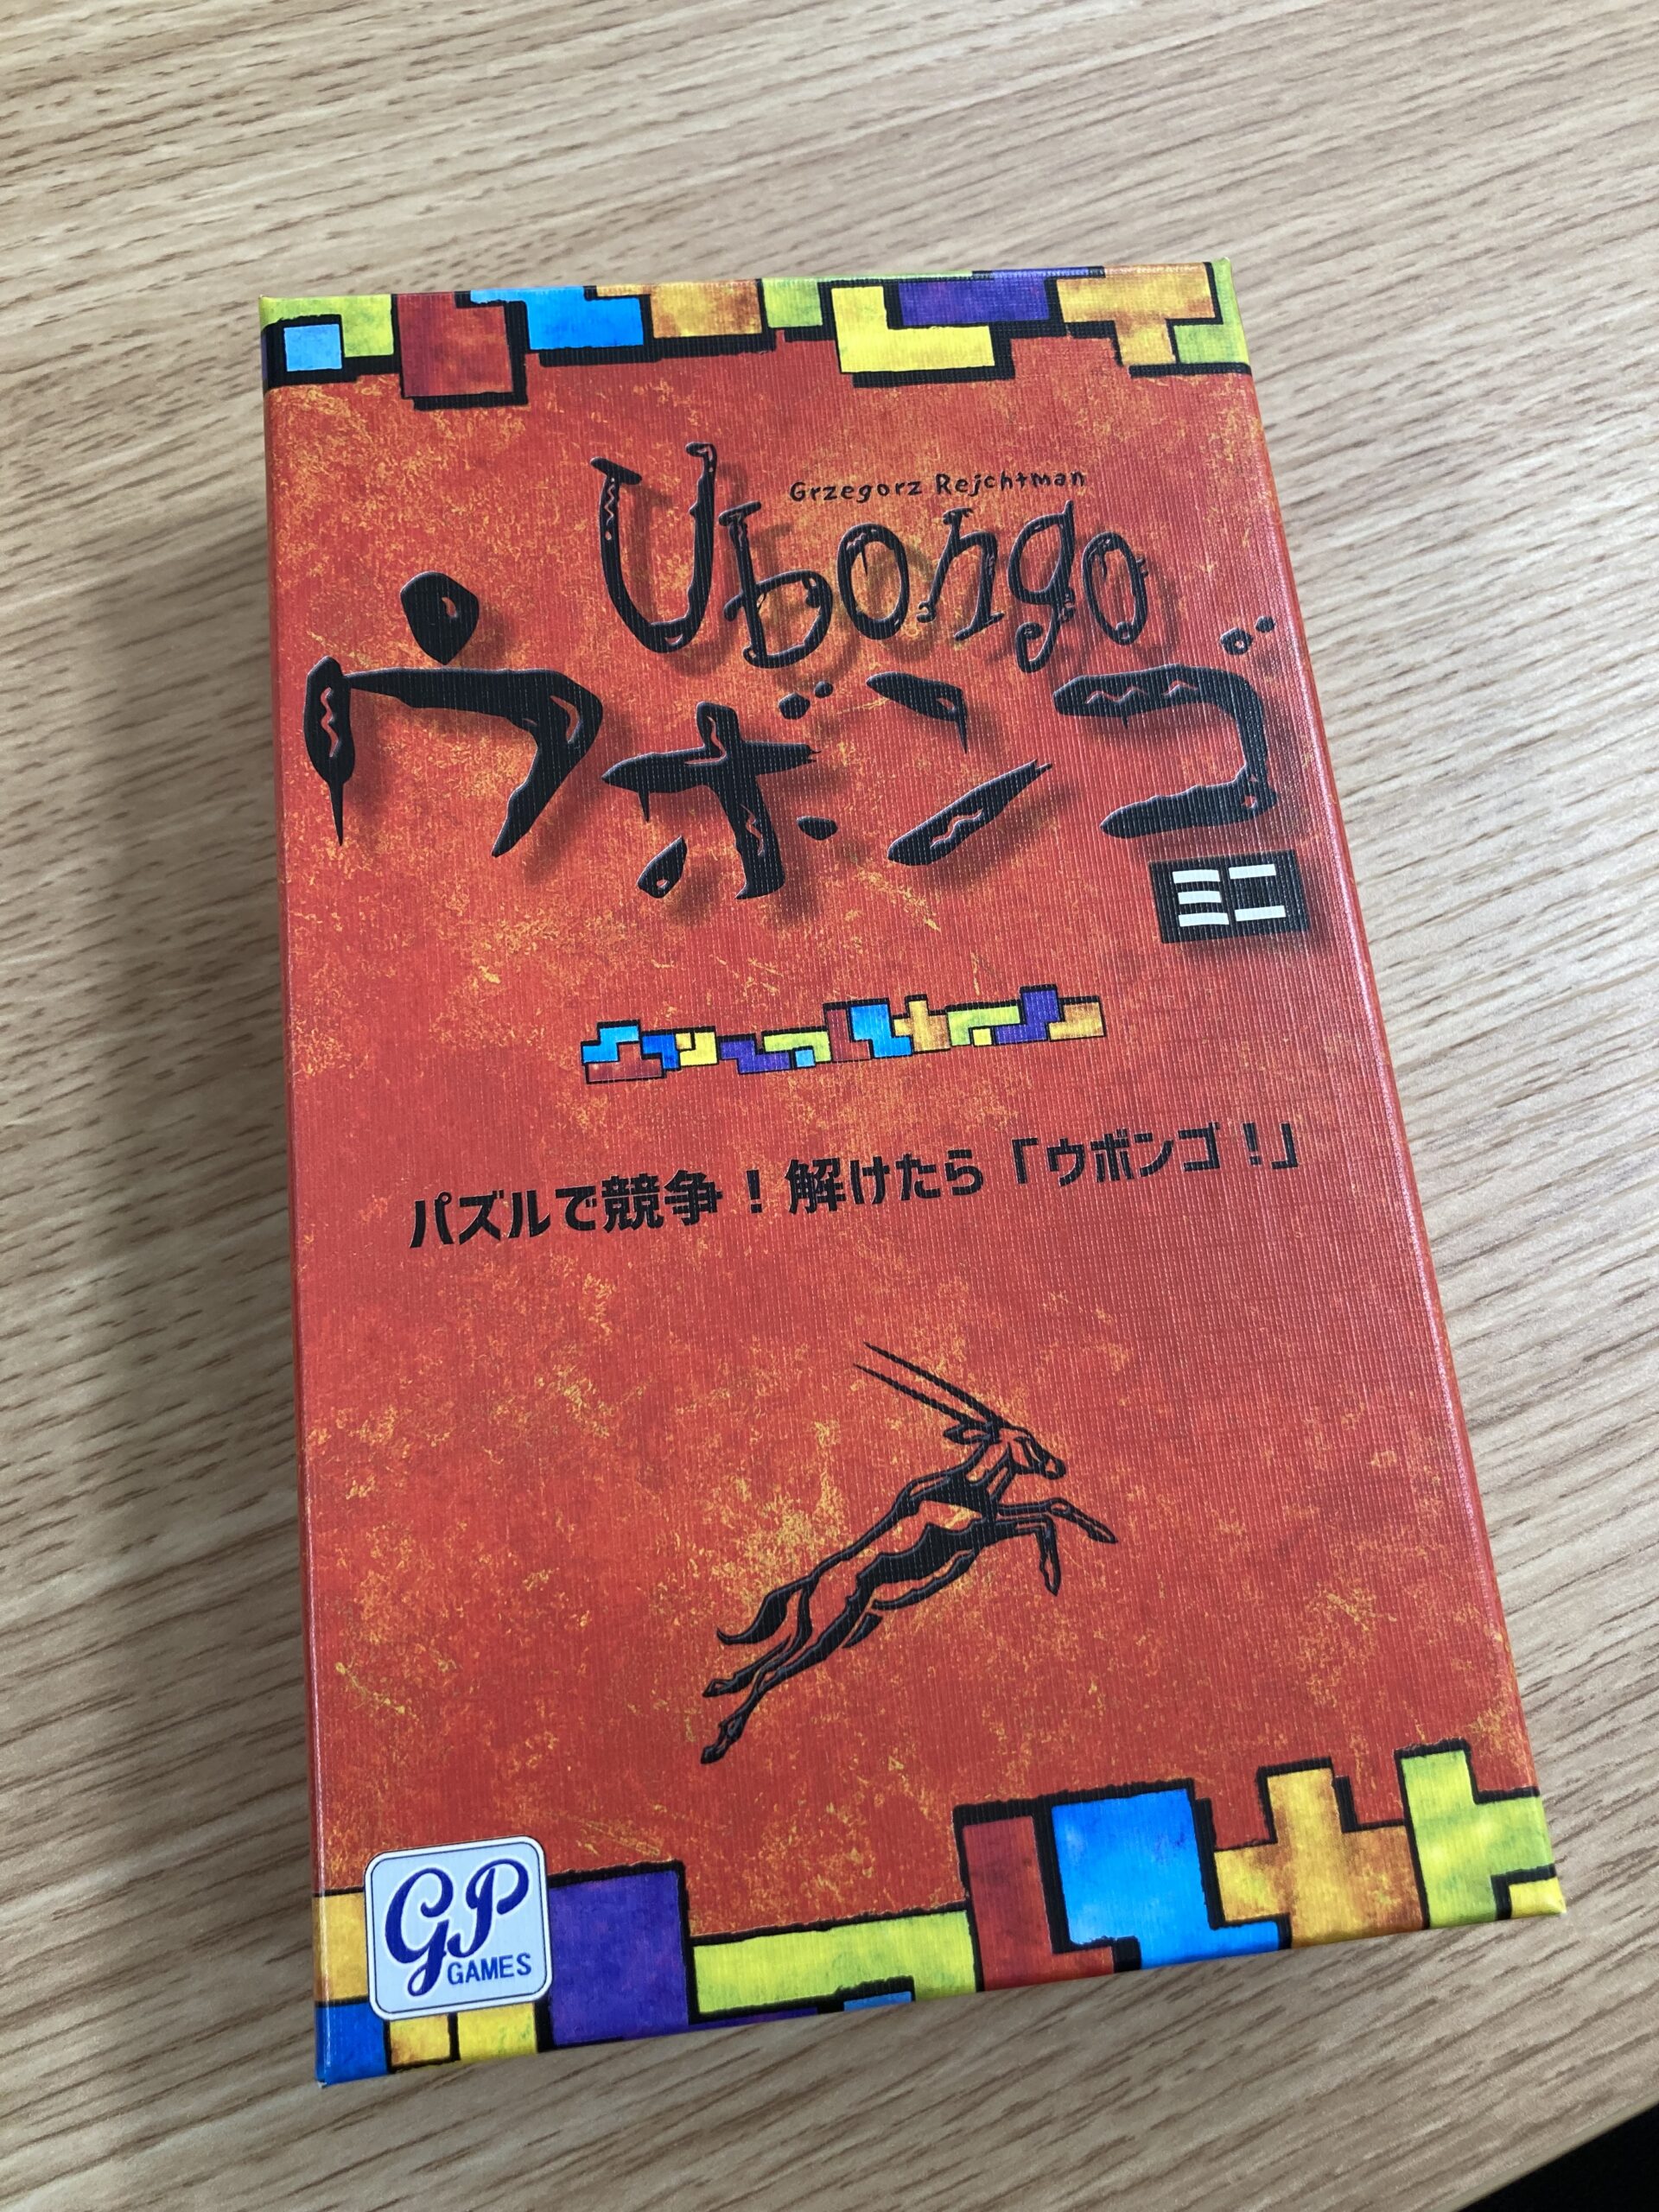 Grzegorz Rejchtman
Ubongo
ウボンゴ
ミニ
パズルで競争！解けたら「ウボンゴ！」
GP
GAMES